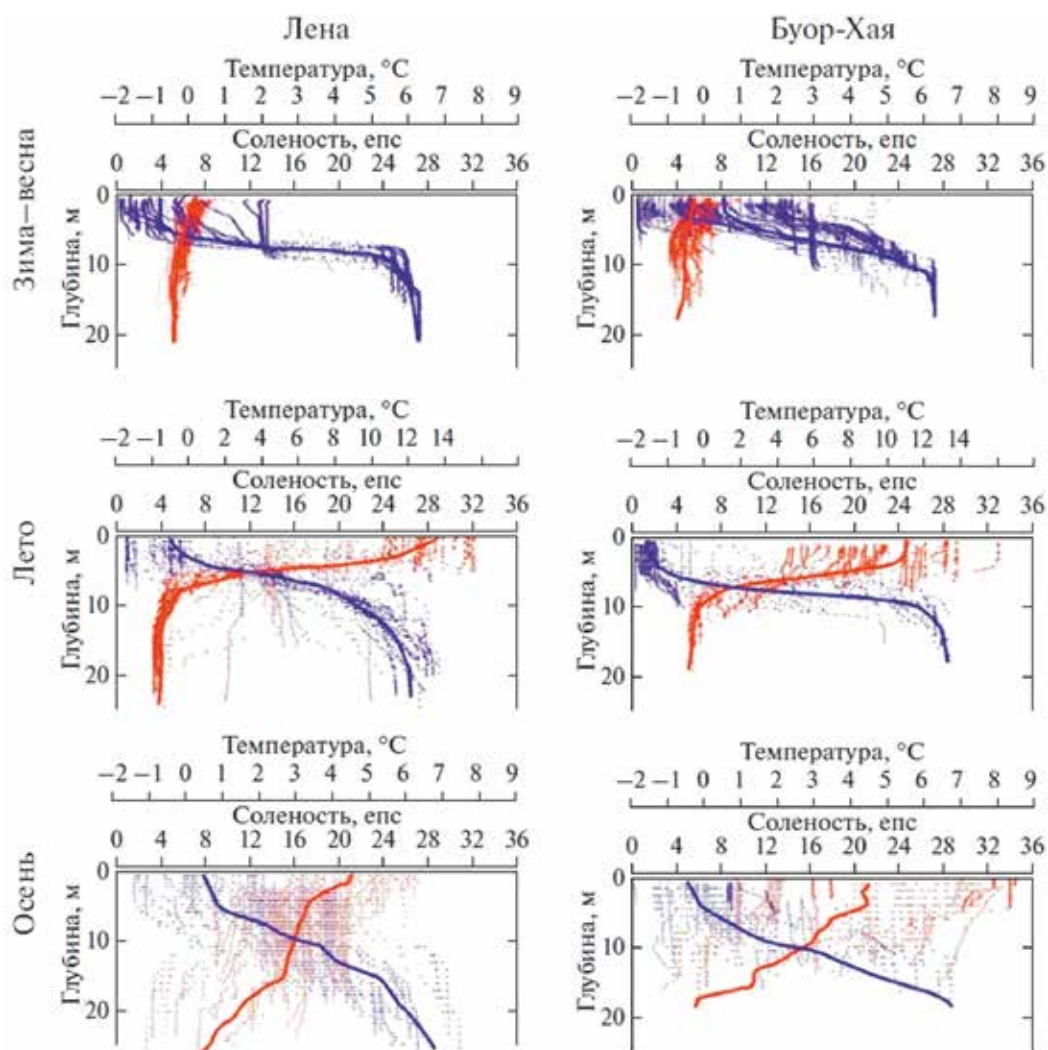 Лена Буор-Хая
Температура, °C Температура, °C
−2 −1 0 1 2 3 4 5 6 7 8 9 −2 −1 0 1 2 3 4 5 6 7 8 9
Соленость, епс Соленость, епс
0 4 8 12 16 20 24 28 32 36 0 4 8 12 16 20 24 28 32 36
Зима–весна
Глубина, м Глубина, м
0 0
10 10
20 20
Температура, °C Температура, °C
−2 −1 0 2 4 6 8 10 12 14 −2 −1 0 2 4 6 8 10 12 14
Соленость, епс Соленость, епс
0 4 8 12 16 20 24 28 32 36 0 4 8 12 16 20 24 28 32 36
Лето
Глубина, м Глубина, м
0 0
10 10
20 20
Температура, °C Температура, °C
−2 −1 0 1 2 3 4 5 6 7 8 9 −2 −1 0 1 2 3 4 5 6 7 8 9
Соленость, епс Соленость, епс
0 4 8 12 16 20 24 28 32 36 0 4 8 12 16 20 24 28 32 36
Осень
Глубина, м Глубина, м
0 0
10 10
20 20